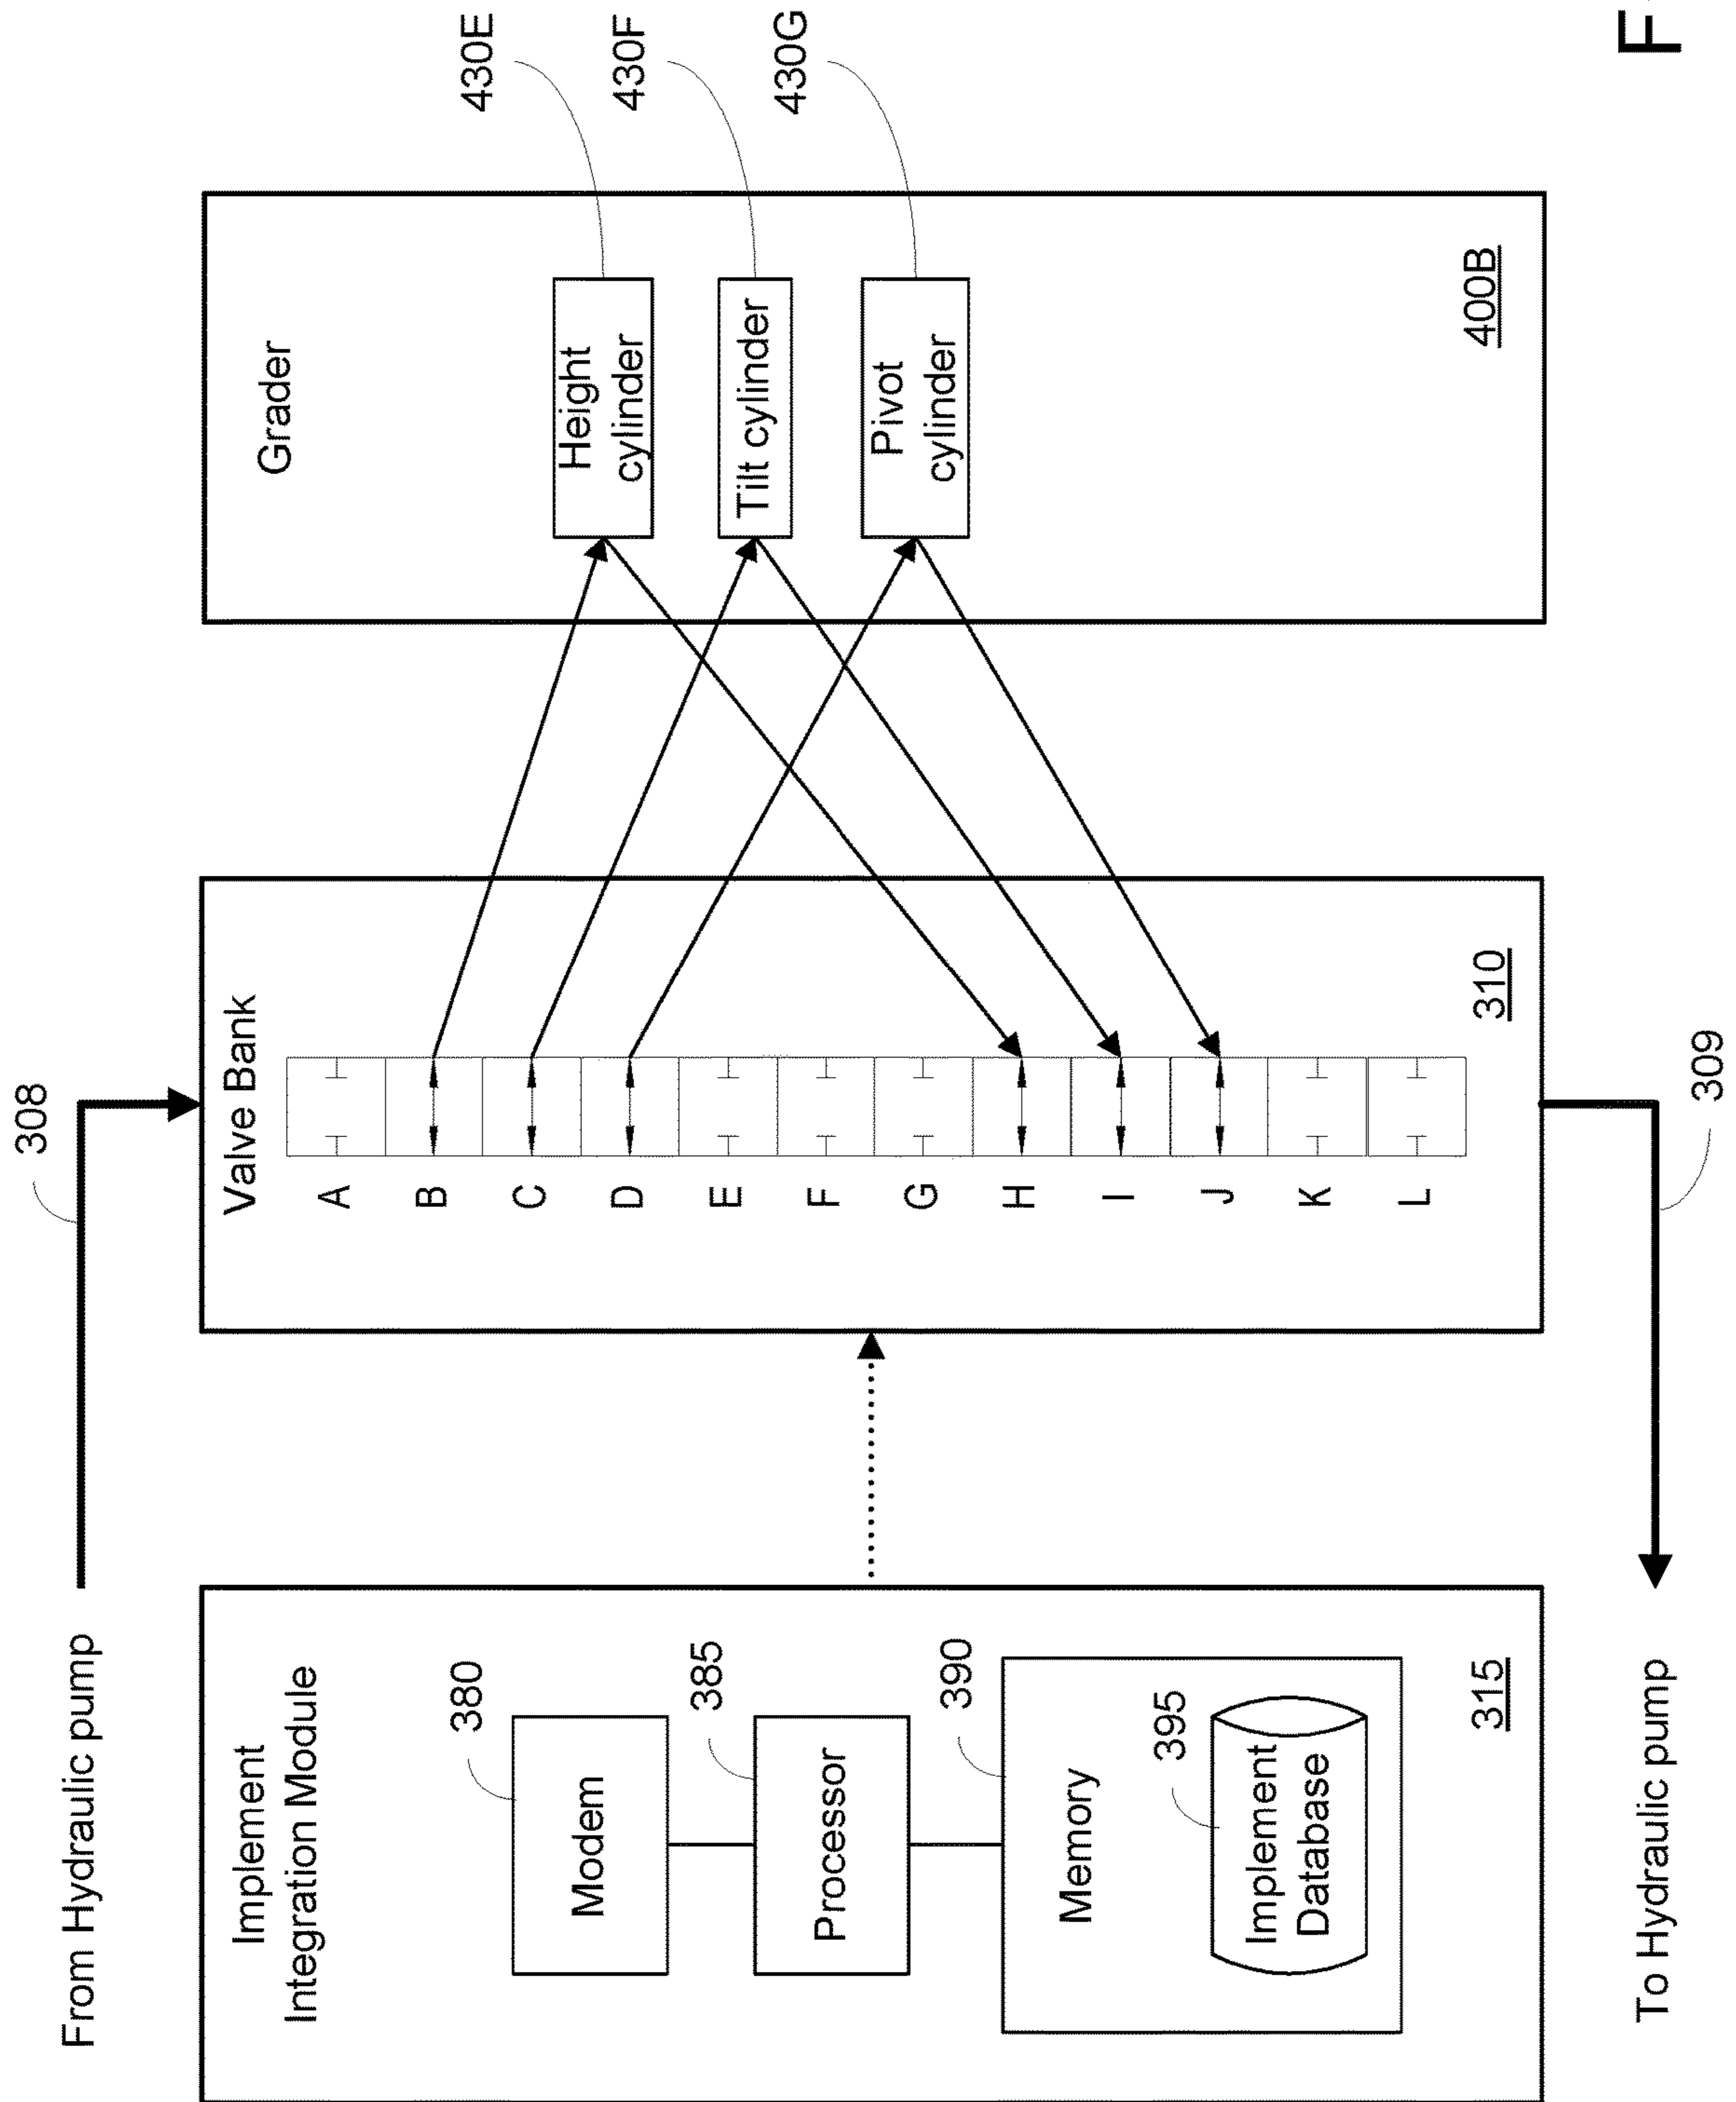 From Hydraulic pump
308
Implement
Integration Module
Modem
380
Processor
385
Memory
390
Implement
Database
395
315
Valve Bank
A
B
C
D
E
F
G
H
I
J
K
L
310
Grader
Height
cylinder
430E
Tilt cylinder
430F
Pivot
cylinder
430G
400B
To Hydraulic pump
309
F